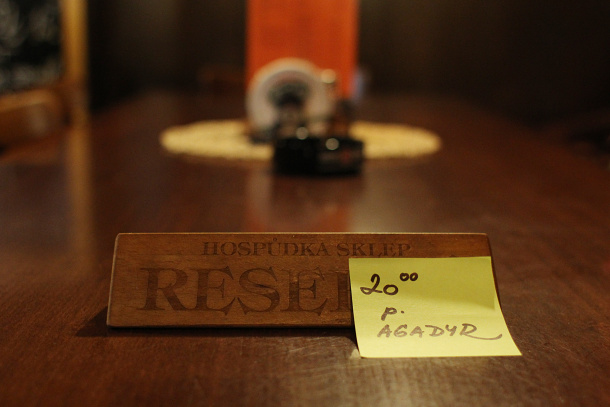 HOSPŮDKA SKLEP
RESE
20⁰⁰
p.
AGADYR